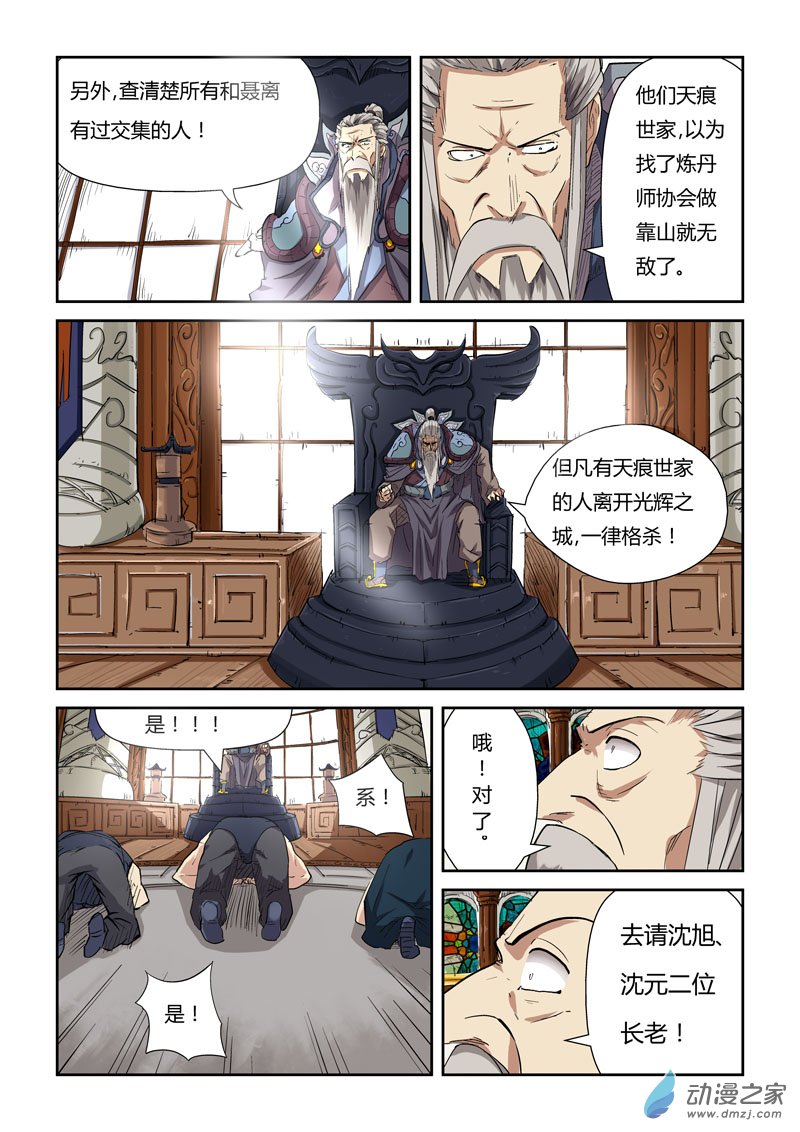 另外，查清楚所有和聂离
有过交集的人！
他们天痕
世家，以为
找了炼丹
师协会做
靠山就无
敌了。
但凡有天痕世家
的人离开光辉之
城，一律格杀！
是！！！
系！
是！
哦！对了。
去请沈旭、
沈元二位
长老！
动漫之家
www.dmzj.com